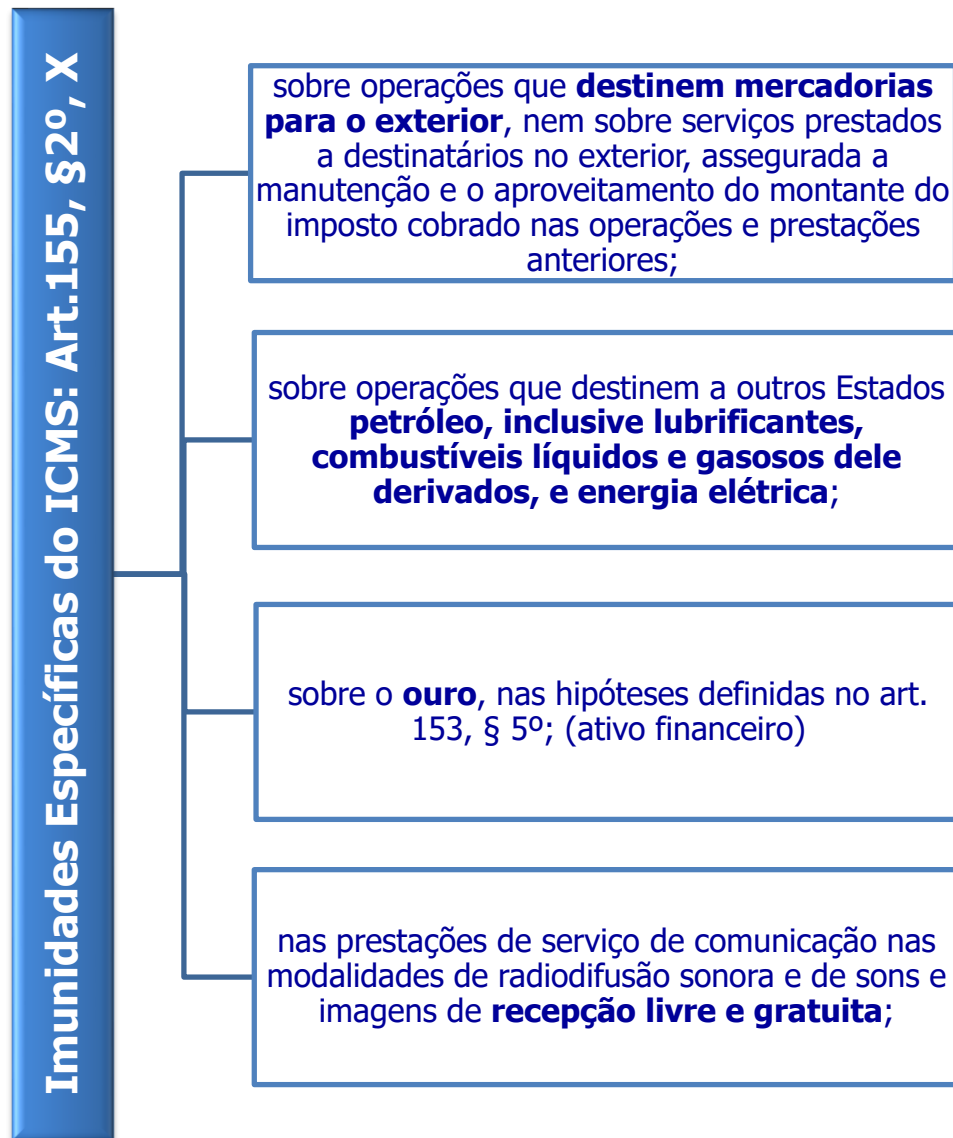 Imunidades Específicas do ICMS: Art.155, §2º, X
sobre operações que destinem mercadorias
para o exterior, nem sobre serviços prestados
a destinatários no exterior, assegurada a
manutenção e o aproveitamento do montante do
imposto cobrado nas operações e prestações
anteriores;
sobre operações que destinem a outros Estados
petróleo, inclusive lubrificantes,
combustíveis líquidos e gasosos dele
derivados, e energia elétrica;
sobre o ouro, nas hipóteses definidas no art.
153, § 5º; (ativo financeiro)
nas prestações de serviço de comunicação nas
modalidades de radiodifusão sonora e de sons e
imagens de recepção livre e gratuita;